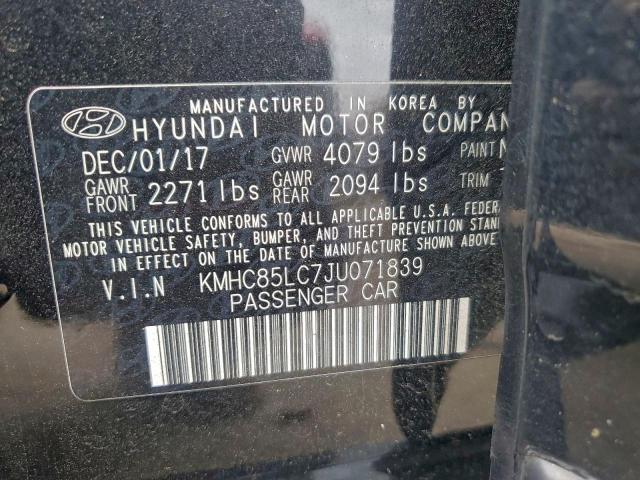 MANUFACTURED IN KOREA BY
HYUNDAI MOTOR COMPAN
DEC/01/17 GVWR 4079 lbs PAINT
GAWR FRONT 2271 lbs GAWR REAR 2094 lbs TRIM
THIS VEHICLE CONFORMS TO ALL APPLICABLE U.S.A. FEDER
MOTOR VEHICLE SAFETY, BUMPER, AND THEFT PREVENTION STAN
IN EFFECT ON THE DATE OF MANUFACTURE SHOWN ABOVE.
V.I.N KMHC85LC7JU071839
PASSENGER CAR